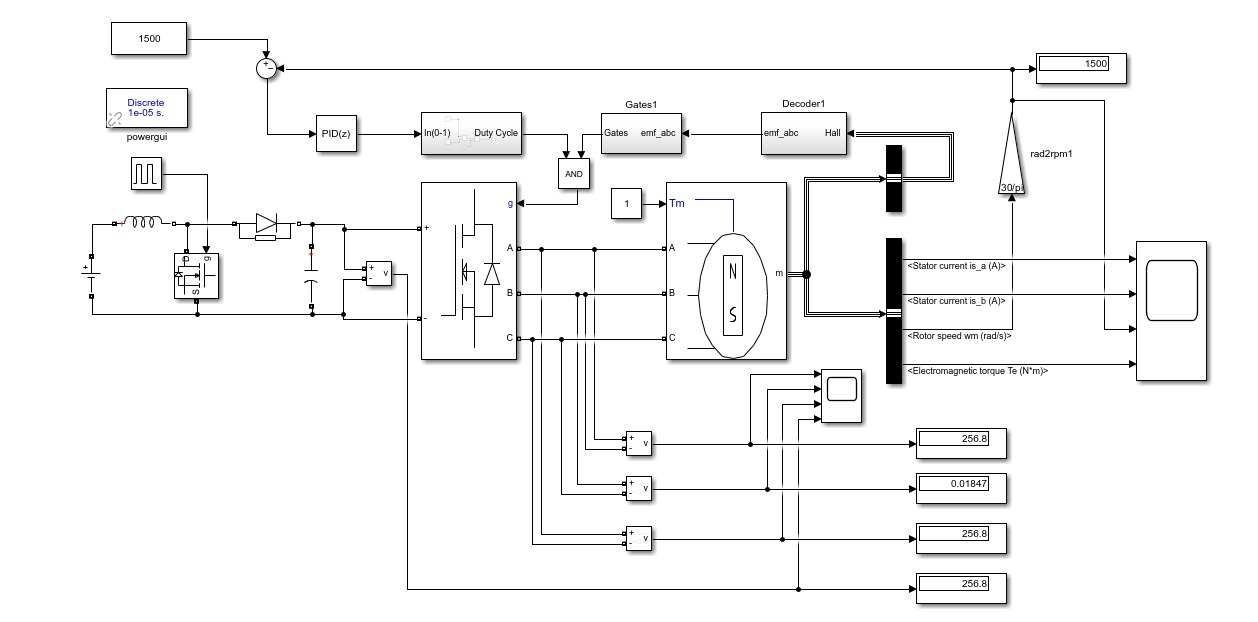 1500
+
-
1500
Discrete
1e-05 s.
powergui
PID(z)
In(0-1) Duty Cycle
Gates1
Gates emf_abc
Decoder1
emf_abc Hall
AND
30/pi
rad2rpm1
1
g
+
-
A
B
C
Tm
A
B
C
N
S
m
D
g
S
+
+
+
-
v
<Stator current is_a (A)>
<Stator current is_b (A)>
<Rotor speed wm (rad/s)>
<Electromagnetic torque Te (N*m)>
+
-
v
256.8
+
-
v
0.01847
+
-
v
256.8
256.8